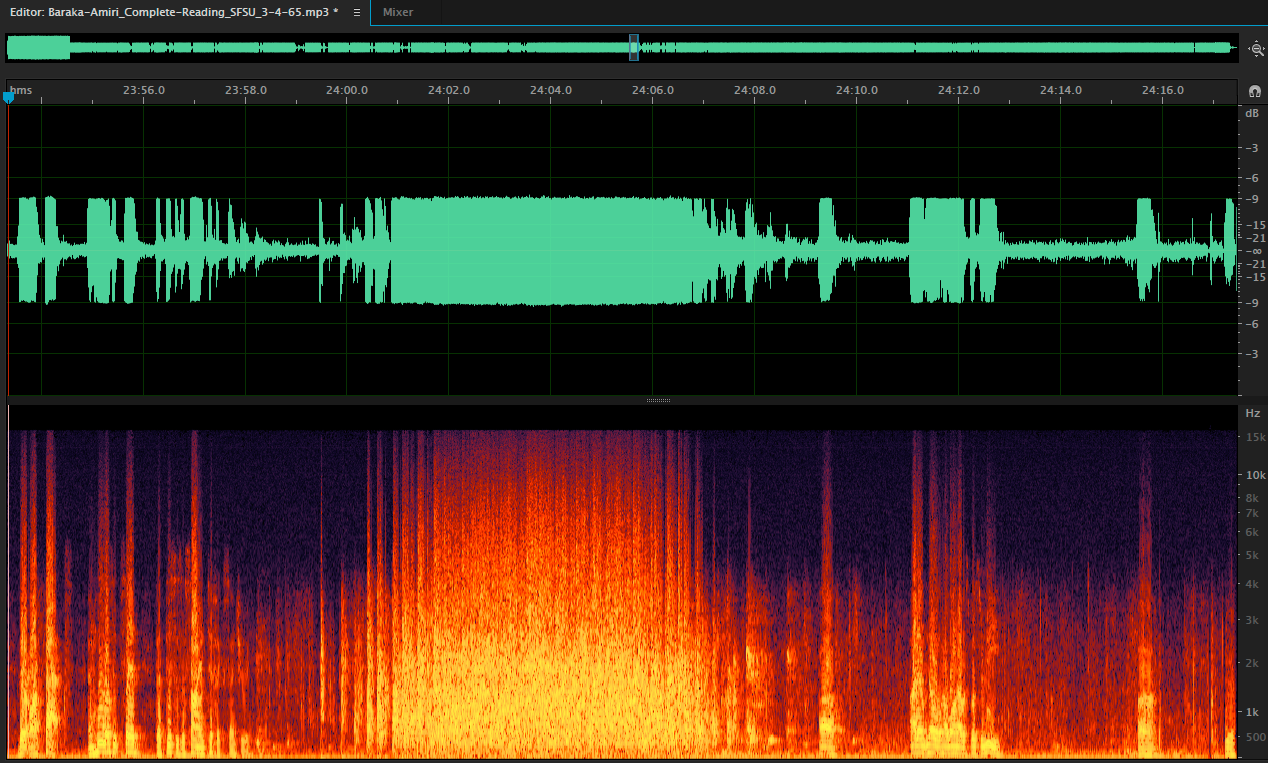 Editor: Baraka-Amiri_Complete-Reading_SFSU_3-4-65.mp3 * ≡ Mixer
hms 23:56.0 23:58.0 24:00.0 24:02.0 24:04.0 24:06.0 24:08.0 24:10.0 24:12.0 24:14.0 24:16.0
dB
-3
-6
-9
-15
-21
-∞
-21
-15
-9
-6
-3
Hz
15k
10k
8k
7k
6k
5k
4k
3k
2k
1k
500